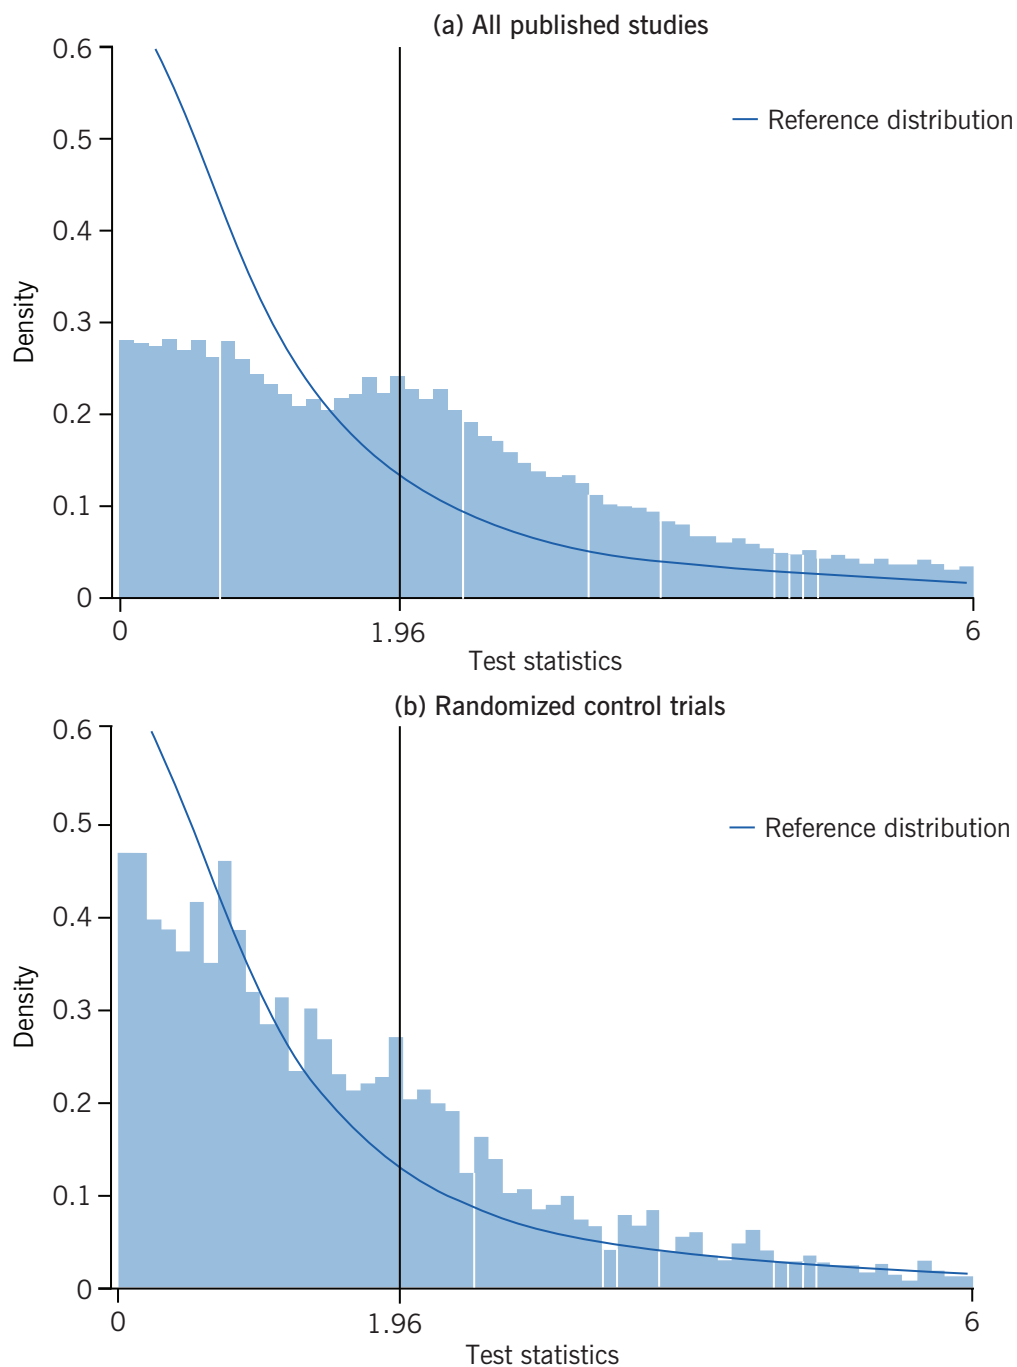 (a) All published studies
0.6
0.5
0.4
0.3
0.2
0.1
0
Density
Reference distribution
0 1.96 6
Test statistics
(b) Randomized control trials
0.6
0.5
0.4
0.3
0.2
0.1
0
Density
Reference distribution
0 1.96 6
Test statistics